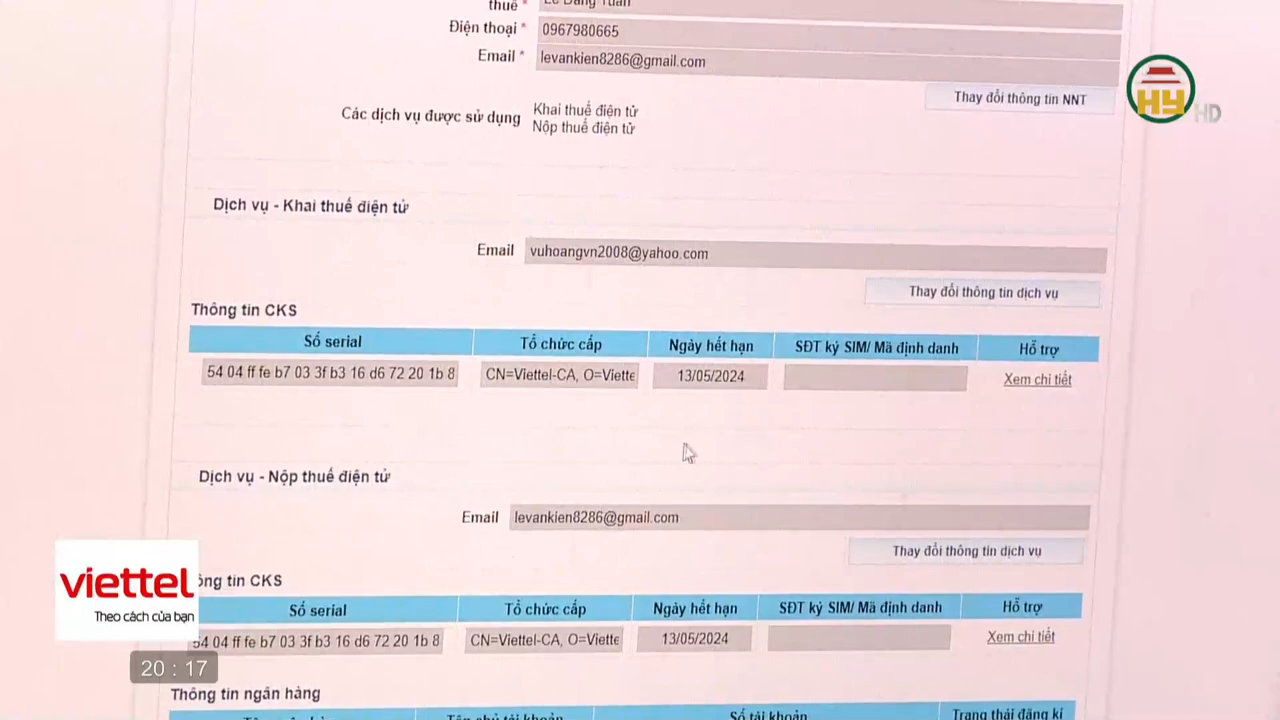 thuế *
Điện thoại * 0967980665
Email * levankien8286@gmail.com
Thay đổi thông tin NNT
HY HD
Các dịch vụ được sử dụng Khai thuế điện tử
Nộp thuế điện tử
Dịch vụ - Khai thuế điện tử
Email vuhoangvn2008@yahoo.com
Thay đổi thông tin dịch vụ
Thông tin CKS
Số serial Tổ chức cấp Ngày hết hạn SĐT ký SIM/ Mã định danh Hỗ trợ
54 04 ff fe b7 03 3f b3 16 d6 72 20 1b 8 CN=Viettel-CA, O=Viette 13/05/2024 Xem chi tiết
Dịch vụ - Nộp thuế điện tử
Email levankien8286@gmail.com
Thay đổi thông tin dịch vụ
viettel
Theo cách của bạn
ông tin CKS
Số serial Tổ chức cấp Ngày hết hạn SĐT ký SIM/ Mã định danh Hỗ trợ
54 04 ff fe b7 03 3f b3 16 d6 72 20 1b 8 CN=Viettel-CA, O=Viette 13/05/2024 Xem chi tiết
20 : 17
Thông tin ngân hàng
Tên chủ tài khoản Số tài khoản Trạng thái đăng kí